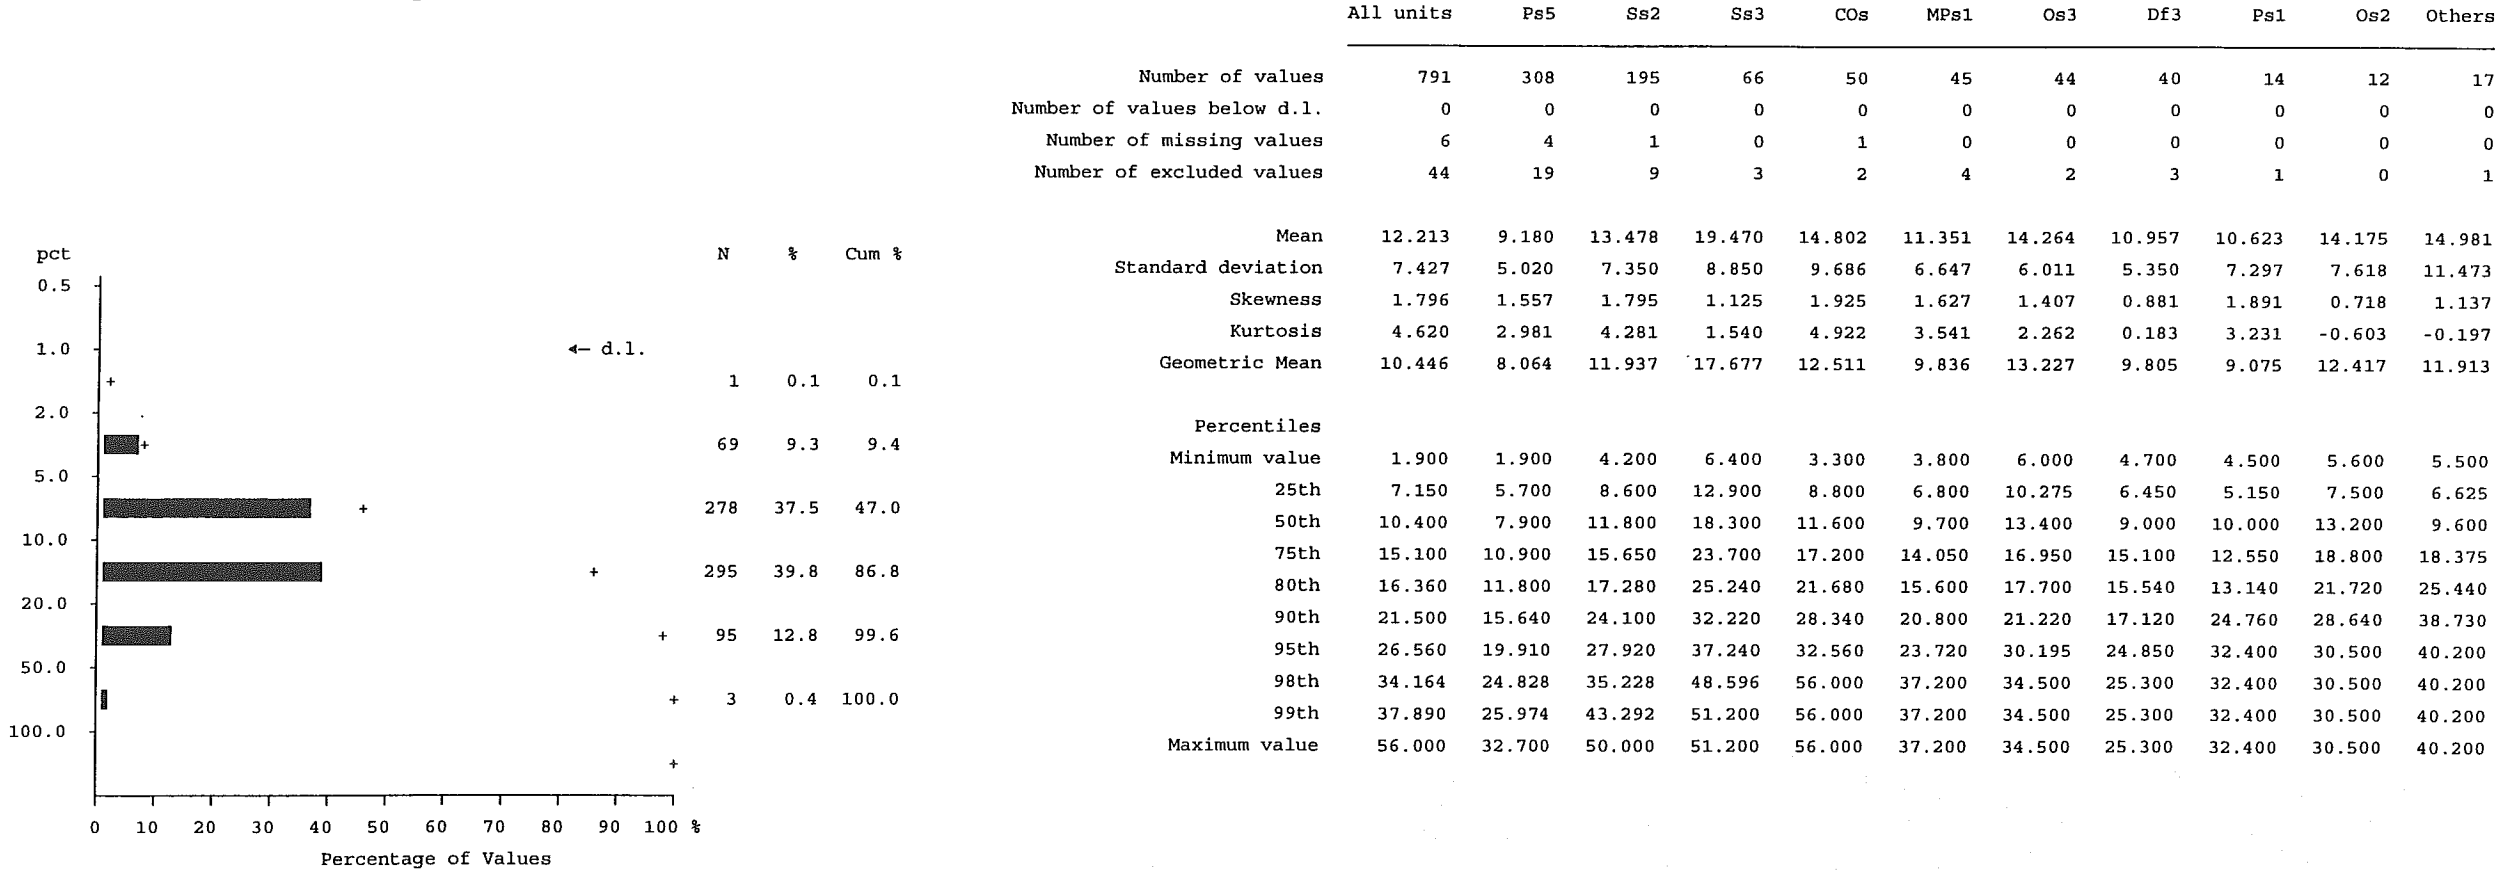 pct N % Cum %
0.5
1.0 ← d.l.
+ 1 0.1 0.1
2.0
+ 69 9.3 9.4
5.0
+ 278 37.5 47.0
10.0
+ 295 39.8 86.8
20.0
+ 95 12.8 99.6
50.0
+ 3 0.4 100.0
100.0
+
0 10 20 30 40 50 60 70 80 90 100 %
Percentage of Values
All units Ps5 Ss2 Ss3 COs MPs1 Os3 Df3 Ps1 Os2 Others
Number of values 791 308 195 66 50 45 44 40 14 12 17
Number of values below d.l. 0 0 0 0 0 0 0 0 0 0 0
Number of missing values 6 4 1 0 1 0 0 0 0 0 0
Number of excluded values 44 19 9 3 2 4 2 3 1 0 1
Mean 12.213 9.180 13.478 19.470 14.802 11.351 14.264 10.957 10.623 14.175 14.981
Standard deviation 7.427 5.020 7.350 8.850 9.686 6.647 6.011 5.350 7.297 7.618 11.473
Skewness 1.796 1.557 1.795 1.125 1.925 1.627 1.407 0.881 1.891 0.718 1.137
Kurtosis 4.620 2.981 4.281 1.540 4.922 3.541 2.262 0.183 3.231 -0.603 -0.197
Geometric Mean 10.446 8.064 11.937 17.677 12.511 9.836 13.227 9.805 9.075 12.417 11.913
Percentiles
Minimum value 1.900 1.900 4.200 6.400 3.300 3.800 6.000 4.700 4.500 5.600 5.500
25th 7.150 5.700 8.600 12.900 8.800 6.800 10.275 6.450 5.150 7.500 6.625
50th 10.400 7.900 11.800 18.300 11.600 9.700 13.400 9.000 10.000 13.200 9.600
75th 15.100 10.900 15.650 23.700 17.200 14.050 16.950 15.100 12.550 18.800 18.375
80th 16.360 11.800 17.280 25.240 21.680 15.600 17.700 15.540 13.140 21.720 25.440
90th 21.500 15.640 24.100 32.220 28.340 20.800 21.220 17.120 24.760 28.640 38.730
95th 26.560 19.910 27.920 37.240 32.560 23.720 30.195 24.850 32.400 30.500 40.200
98th 34.164 24.828 35.228 48.596 56.000 37.200 34.500 25.300 32.400 30.500 40.200
99th 37.890 25.974 43.292 51.200 56.000 37.200 34.500 25.300 32.400 30.500 40.200
Maximum value 56.000 32.700 50.000 51.200 56.000 37.200 34.500 25.300 32.400 30.500 40.200